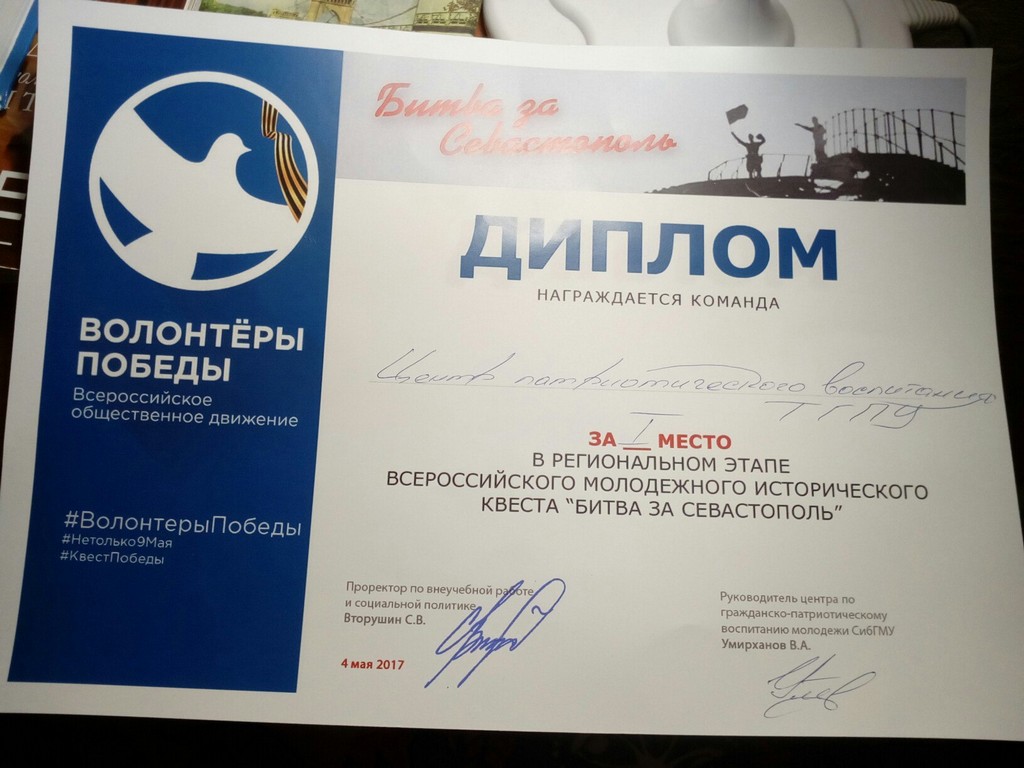 Битва за
Севастополь
ДИПЛОМ
НАГРАЖДАЕТСЯ КОМАНДА
Центр патриотического воспитания
ТГПУ
ЗА I МЕСТО
В РЕГИОНАЛЬНОМ ЭТАПЕ
ВСЕРОССИЙСКОГО МОЛОДЕЖНОГО ИСТОРИЧЕСКОГО
КВЕСТА “БИТВА ЗА СЕВАСТОПОЛЬ”
ВОЛОНТЁРЫ
ПОБЕДЫ
Всероссийское
общественное движение
#ВолонтерыПобеды
#Нетолько9Мая
#КвестПобеды
Проректор по внеучебной работе
и социальной политике
Вторушин С.В.
4 мая 2017
Руководитель центра по
гражданско-патриотическому
воспитанию молодежи СибГМУ
Умирханов В.А.